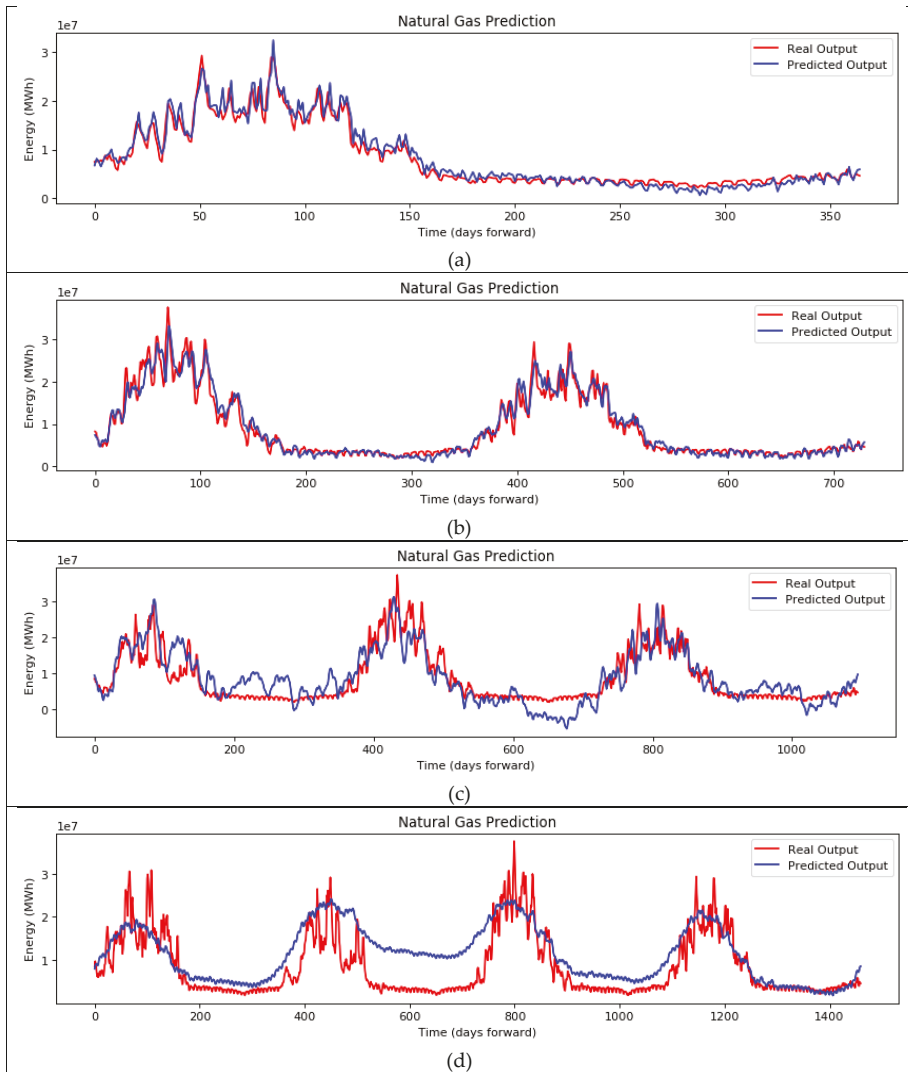 Natural Gas Prediction
1e7
Real Output
Predicted Output
3
2
1
0
Energy (MWh)
0 50 100 150 200 250 300 350
Time (days forward)
(a)
Natural Gas Prediction
1e7
Real Output
Predicted Output
3
2
1
0
Energy (MWh)
0 100 200 300 400 500 600 700
Time (days forward)
(b)
Natural Gas Prediction
1e7
Real Output
Predicted Output
3
2
1
0
Energy (MWh)
0 200 400 600 800 1000
Time (days forward)
(c)
Natural Gas Prediction
1e7
Real Output
Predicted Output
3
2
1
Energy (MWh)
0 200 400 600 800 1000 1200 1400
Time (days forward)
(d)